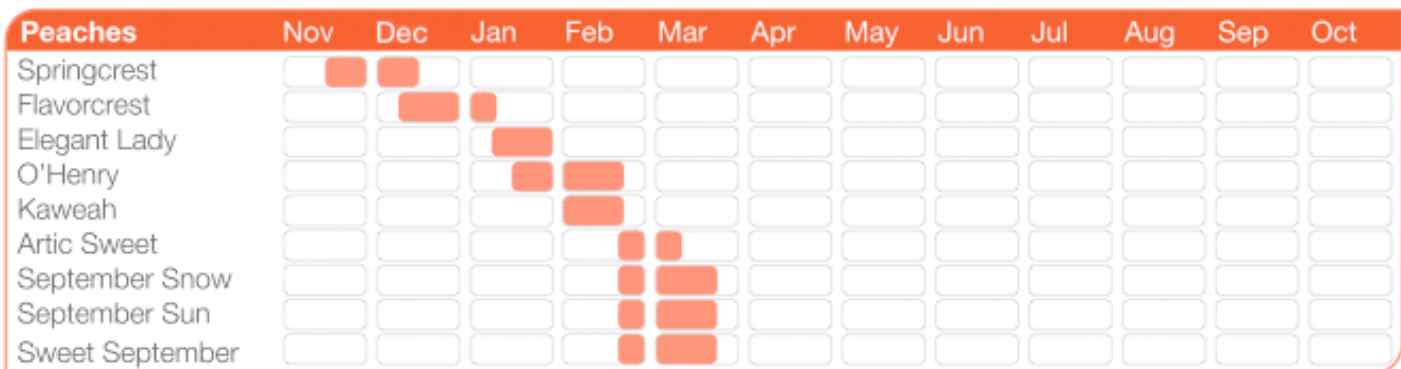 Peaches Nov Dec Jan Feb Mar Apr May Jun Jul Aug Sep Oct
Springcrest
Flavorcrest
Elegant Lady
O'Henry
Kaweah
Artic Sweet
September Snow
September Sun
Sweet September